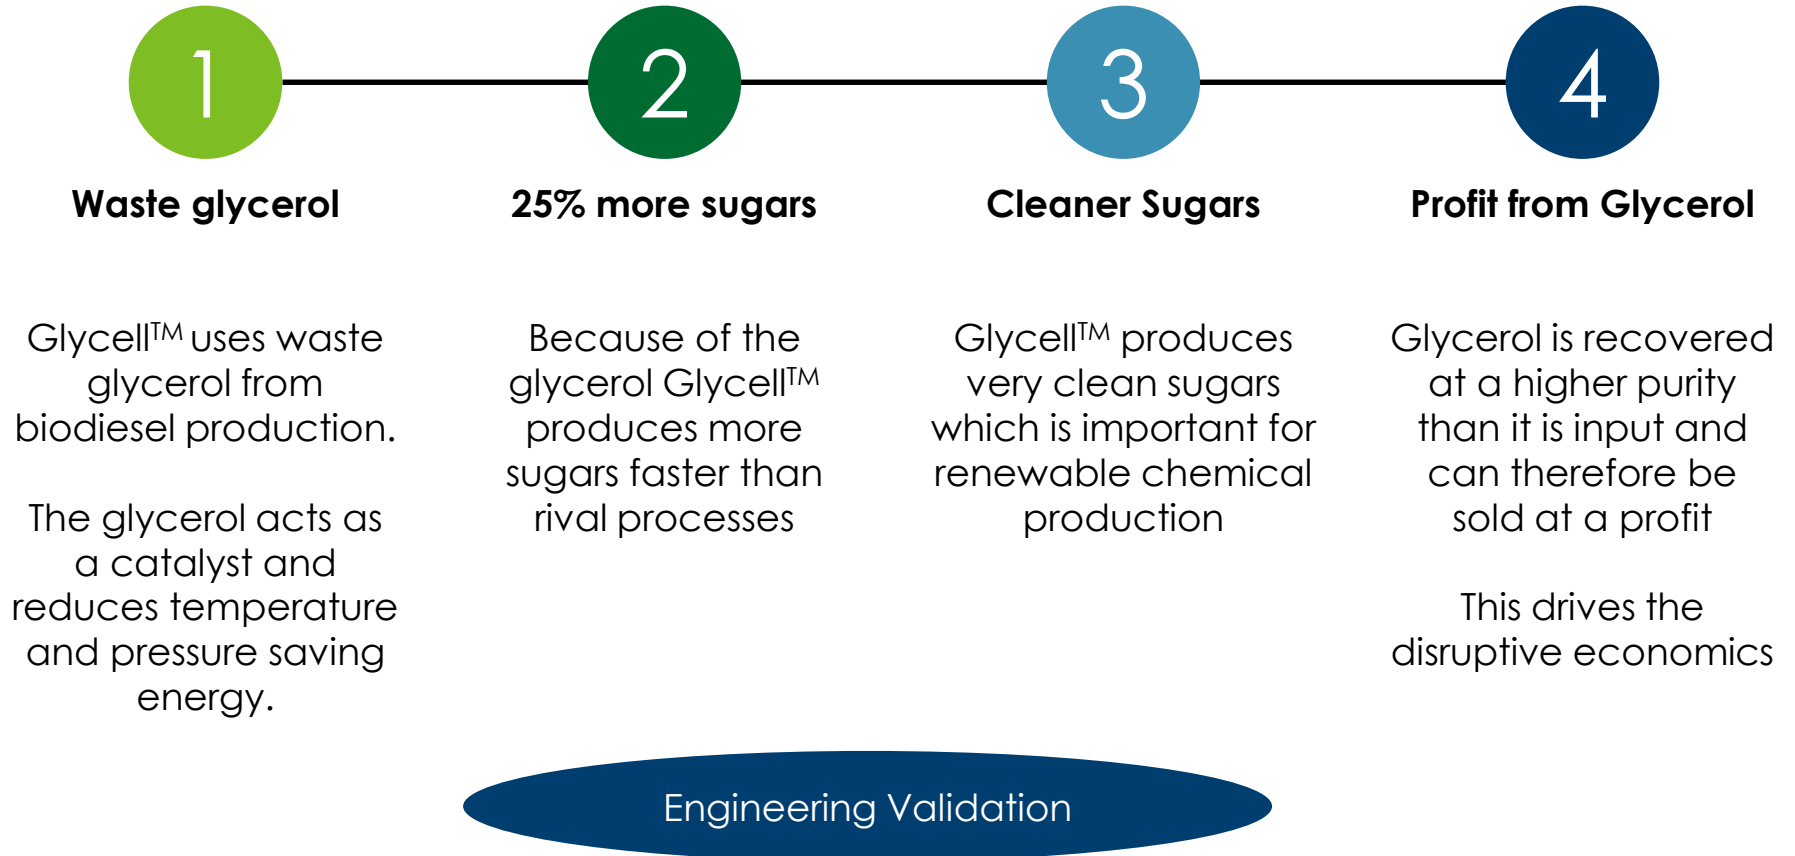 1
2
3
4
Waste glycerol
25% more sugars
Cleaner Sugars
Profit from Glycerol
Glycell™ uses waste
glycerol from
biodiesel production.
The glycerol acts as
a catalyst and
reduces temperature
and pressure saving
energy.
Because of the
glycerol Glycell™
produces more
sugars faster than
rival processes
Glycell™ produces
very clean sugars
which is important for
renewable chemical
production
Glycerol is recovered
at a higher purity
than it is input and
can therefore be
sold at a profit
This drives the
disruptive economics
Engineering Validation